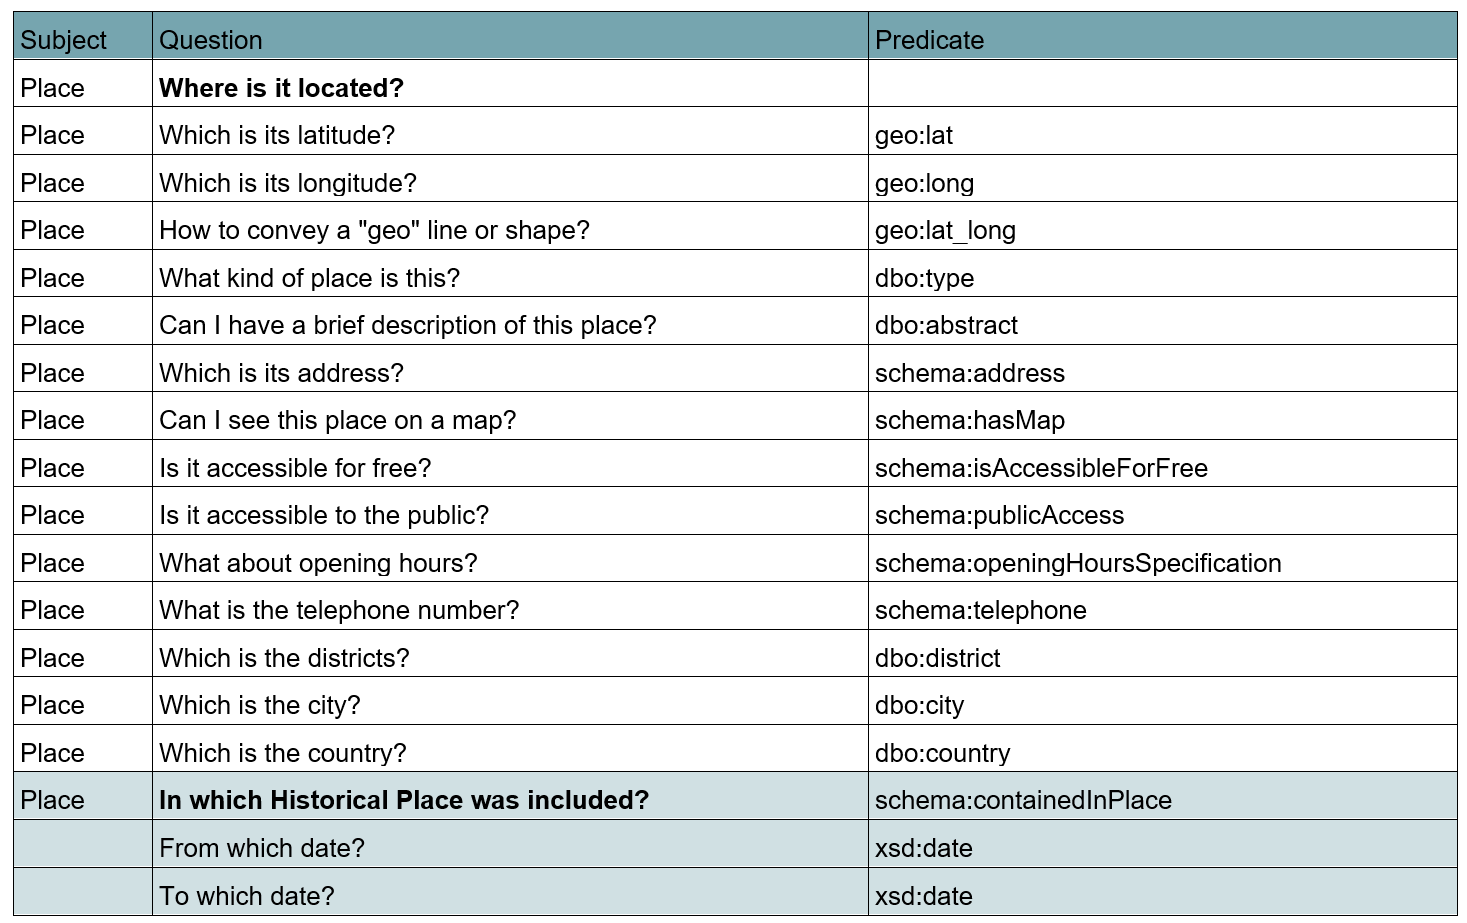 Subject Question Predicate
Place Where is it located?
Place Which is its latitude? geo:lat
Place Which is its longitude? geo:long
Place How to convey a "geo" line or shape? geo:lat_long
Place What kind of place is this? dbo:type
Place Can I have a brief description of this place? dbo:abstract
Place Which is its address? schema:address
Place Can I see this place on a map? schema:hasMap
Place Is it accessible for free? schema:isAccessibleForFree
Place Is it accessible to the public? schema:publicAccess
Place What about opening hours? schema:openingHoursSpecification
Place What is the telephone number? schema:telephone
Place Which is the districts? dbo:district
Place Which is the city? dbo:city
Place Which is the country? dbo:country
Place In which Historical Place was included? schema:containedInPlace
From which date? xsd:date
To which date? xsd:date